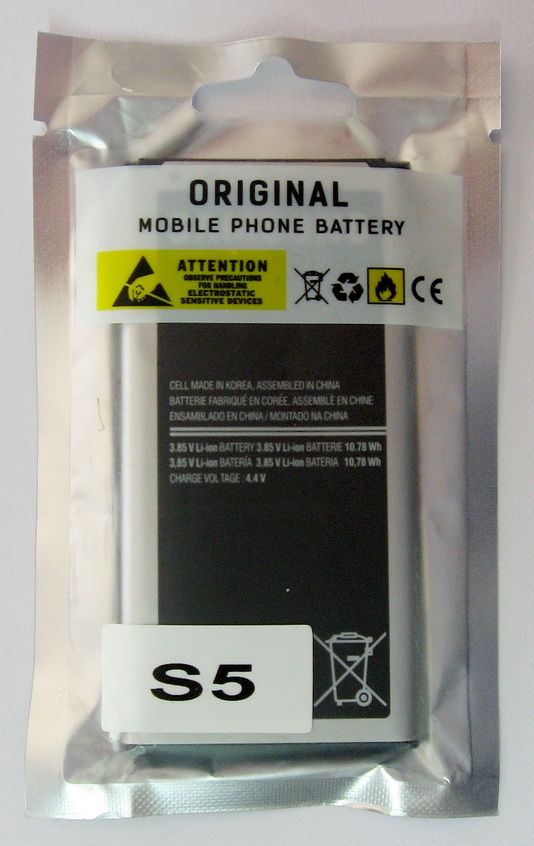 ORIGINAL
MOBILE PHONE BATTERY
ATTENTION
OBSERVE PRECAUTIONS
FOR HANDLING
ELECTROSTATIC
SENSITIVE DEVICES
CE
CELL MADE IN KOREA, ASSEMBLED IN CHINA
BATTERIE FABRIQUÉ EN CORÉE, ASSEMBLÉ EN CHINE
ENSAMBLADO EN CHINA / MONTADO NA CHINA
3.85 V Li-ion BATTERY 3.85 V Li-ion BATTERIE 10.78 Wh
3,85 V Li-ion BATERÍA 3,85 V Li-ion BATERIA 10,78 Wh
CHARGE VOLTAGE : 4.4 V
S5